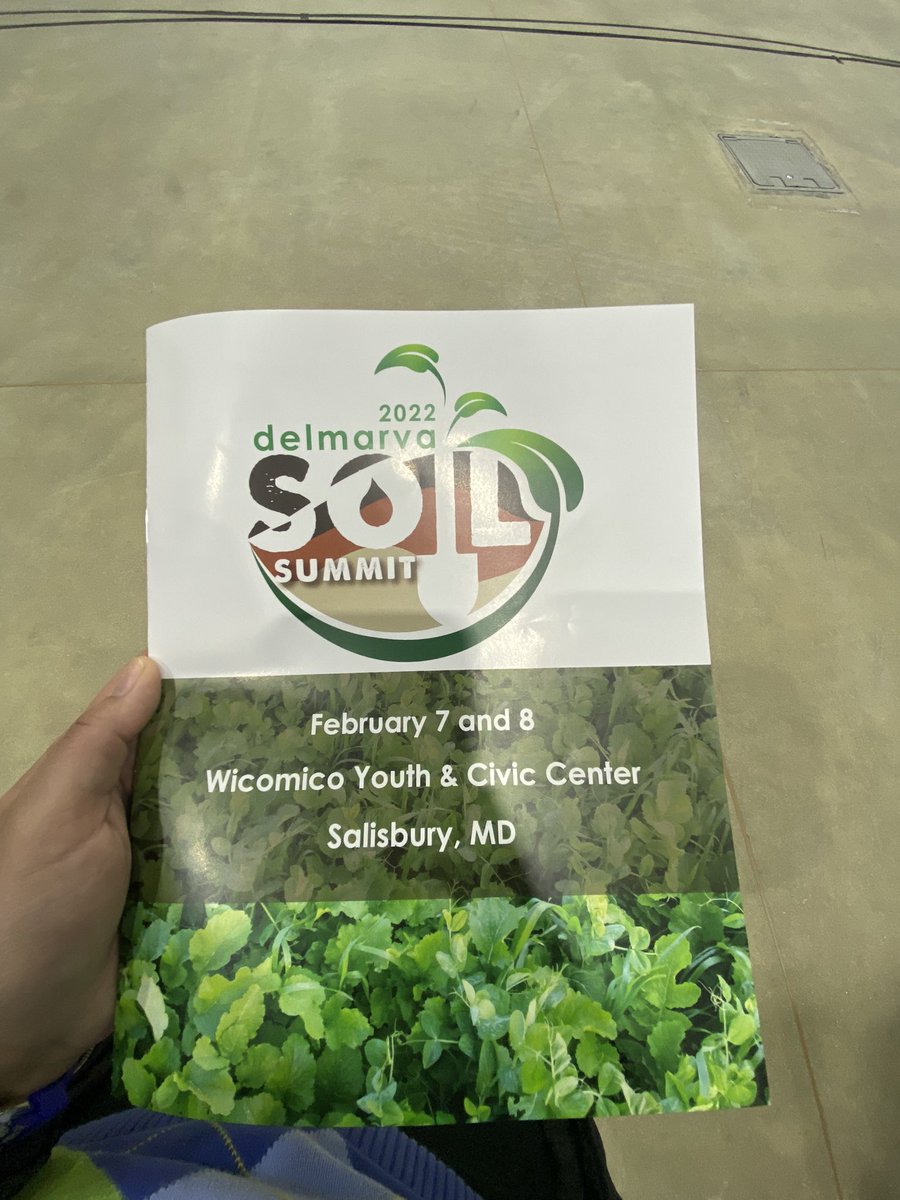 2022
delmarva
SOIL
SUMMIT
February 7 and 8
Wicomico Youth & Civic Center
Salisbury, MD